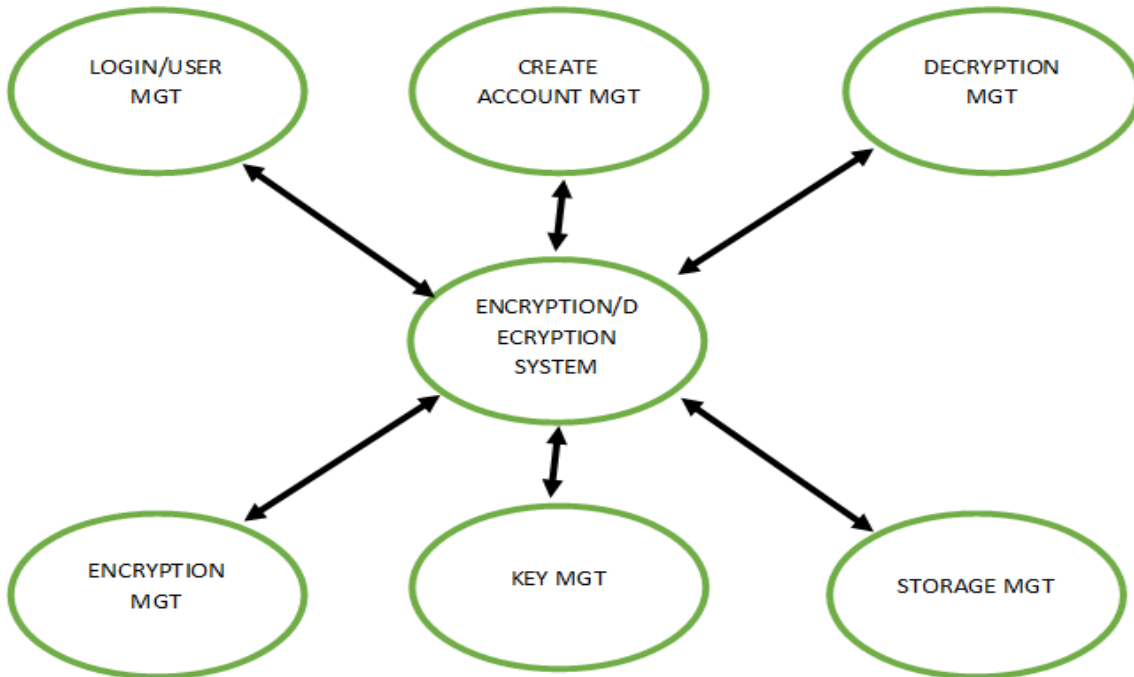 LOGIN/USER
MGT
CREATE
ACCOUNT MGT
DECRYPTION
MGT
ENCRYPTION/D
ECRYPTION
SYSTEM
ENCRYPTION
MGT
KEY MGT
STORAGE MGT